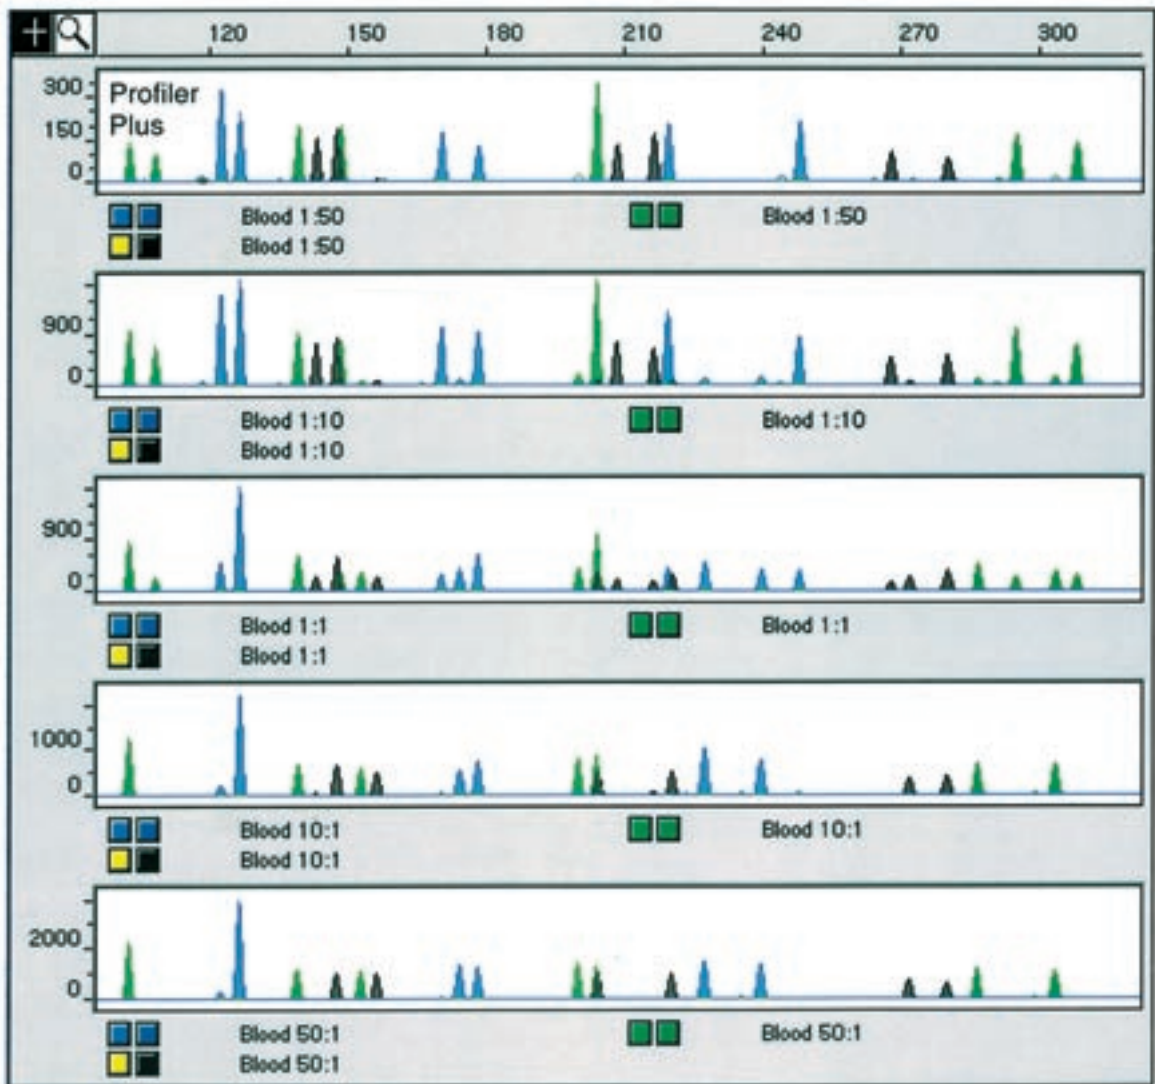 120 150 180 210 240 270 300
300
150
0
Profiler
Plus
Blood 1:50 Blood 1:50
Blood 1:50
900
0
Blood 1:10 Blood 1:10
Blood 1:10
900
0
Blood 1:1 Blood 1:1
Blood 1:1
1000
0
Blood 10:1 Blood 10:1
Blood 10:1
2000
0
Blood 50:1 Blood 50:1
Blood 50:1